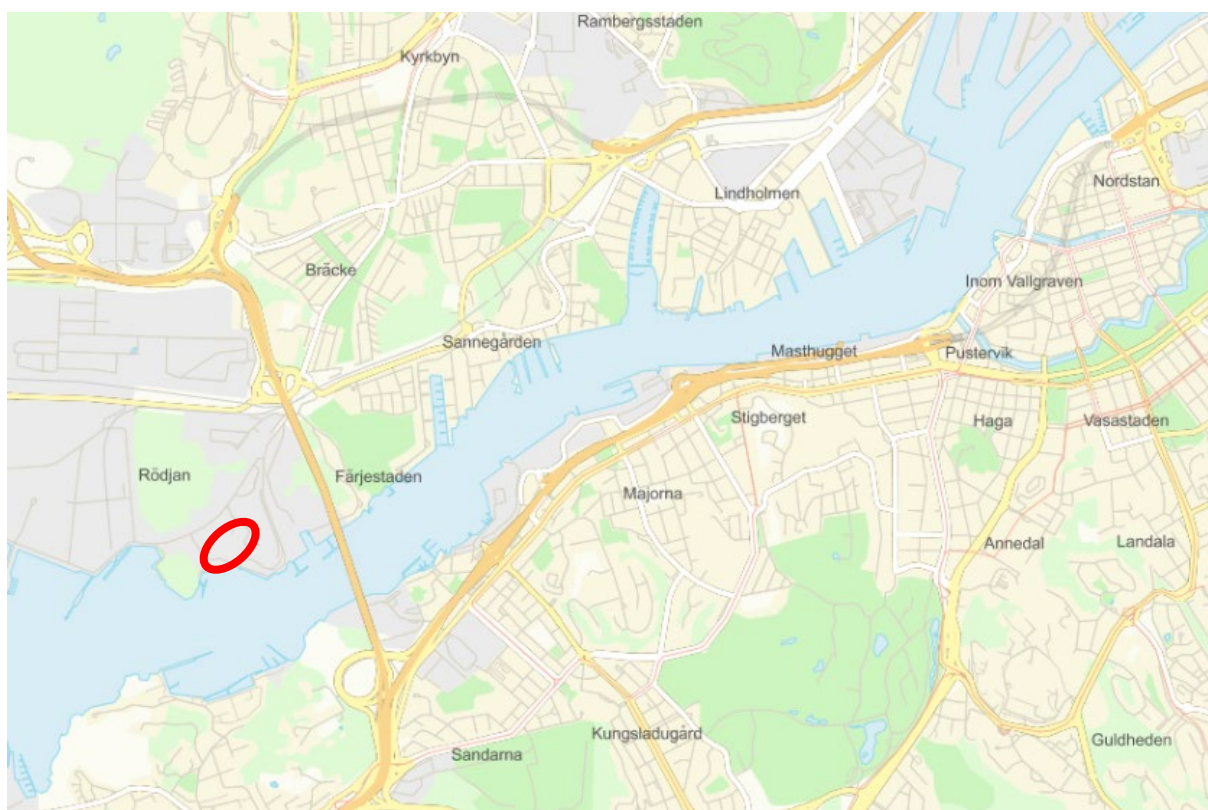 Rambergsstaden
Kyrkbyn
Nordstan
Lindholmen
Bräcke
Inom Vallgraven
Sannegården
Masthugget
Pustervik
Stigberget
Haga
Vasastaden
Rödjan
Färjestaden
Majorna
Annedal
Landala
Kungsladugård
Guldheden
Sandarna